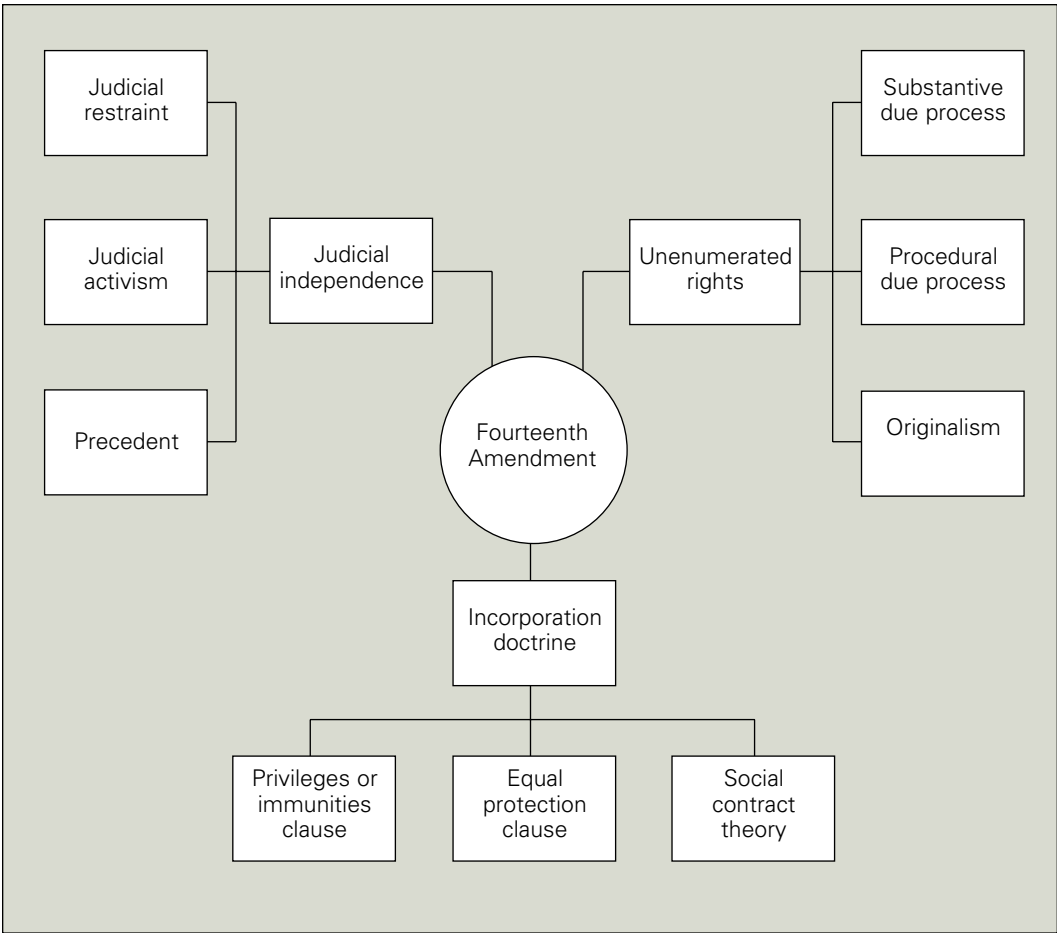 Judicial
restraint
Judicial
activism
Precedent
Judicial
independence
Fourteenth
Amendment
Unenumerated
rights
Substantive
due process
Procedural
due process
Originalism
Incorporation
doctrine
Privileges or
immunities
clause
Equal
protection
clause
Social
contract
theory